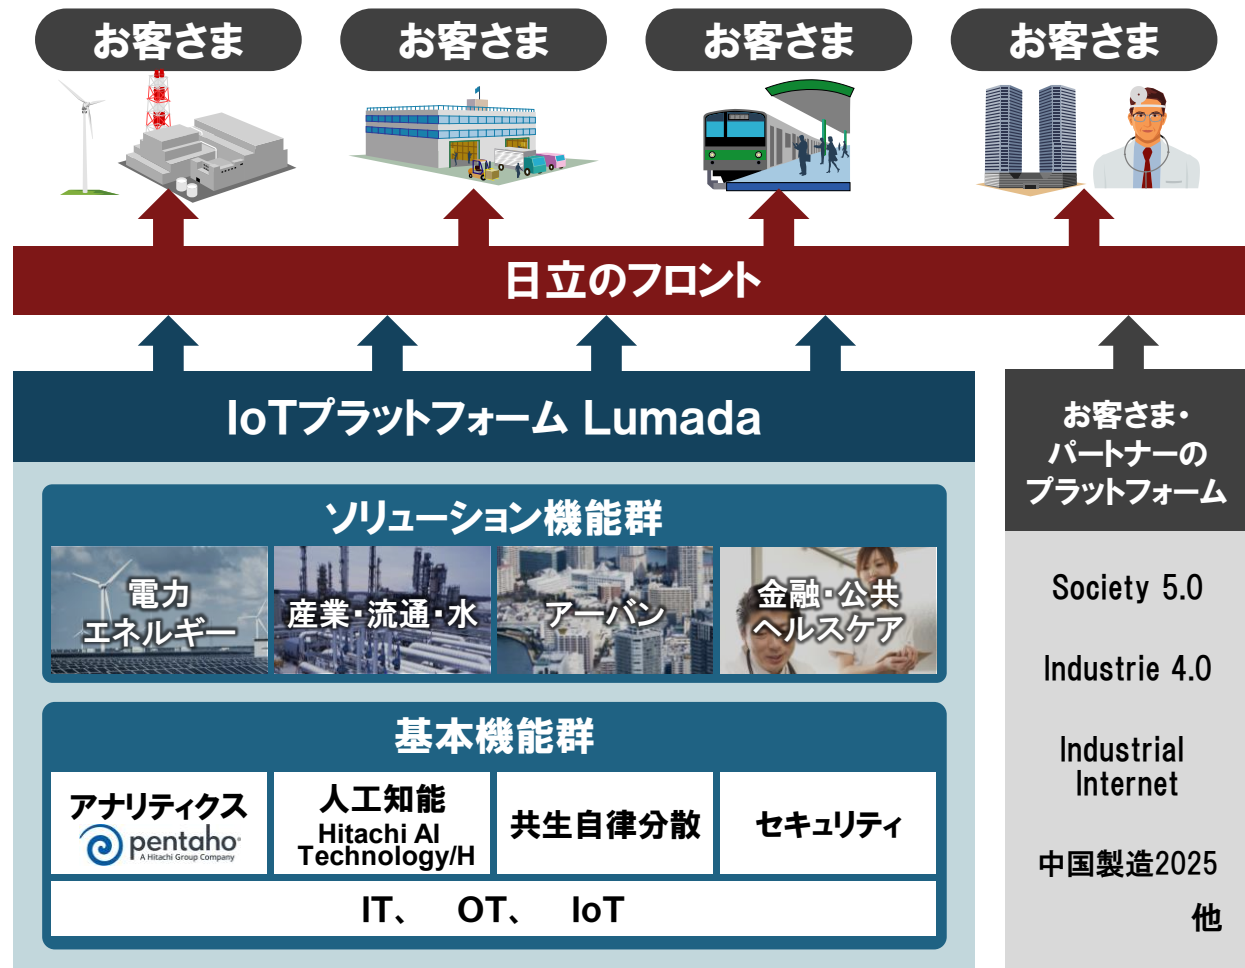 お客さま
お客さま
お客さま
お客さま
日立のフロント
IoTプラットフォーム Lumada
ソリューション機能群
電力
エネルギー
産業・流通・水
アーバン
金融・公共
ヘルスケア
基本機能群
アナリティクス
pentaho
A Hitachi Group Company
人工知能
Hitachi AI
Technology/H
共生自律分散
セキュリティ
IT、 OT、 IoT
お客さま・
パートナーの
プラットフォーム
Society 5.0
Industrie 4.0
Industrial
Internet
中国製造2025
他